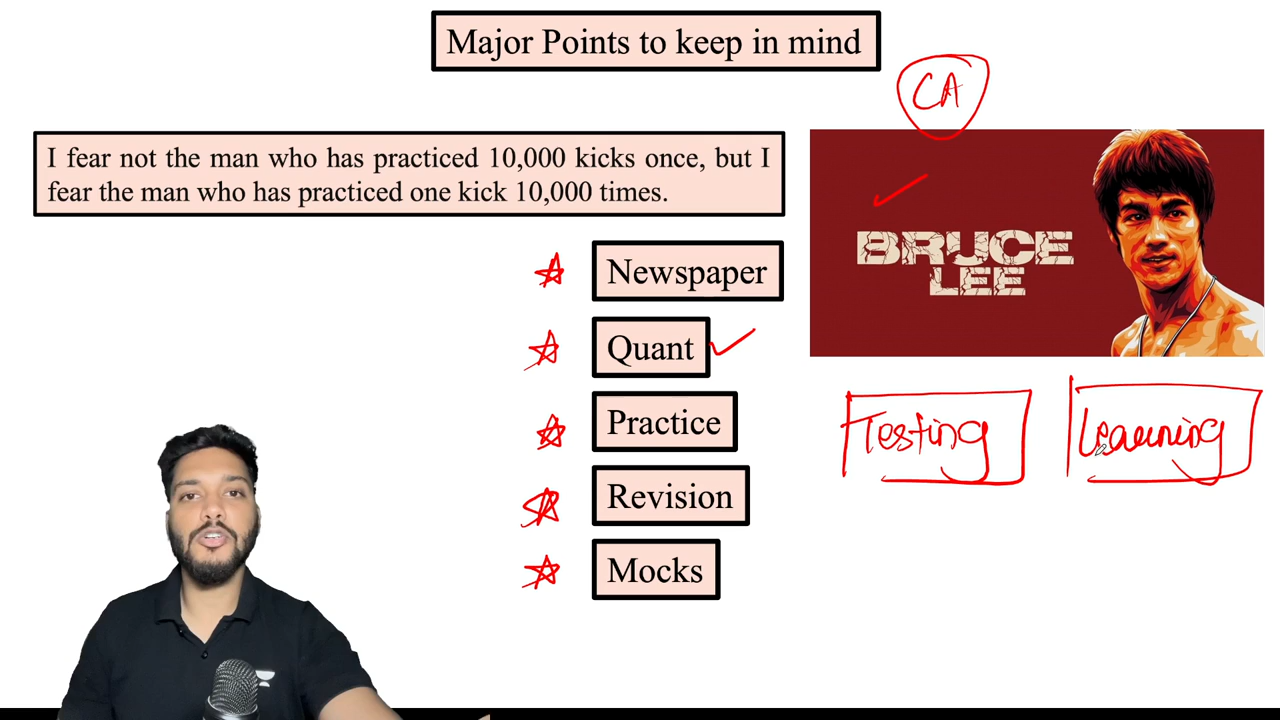 Major Points to keep in mind
CA
I fear not the man who has practiced 10,000 kicks once, but I
fear the man who has practiced one kick 10,000 times.
BRUCE
LEE
Newspaper
Quant
Practice
Revision
Mocks
Testing
Learning